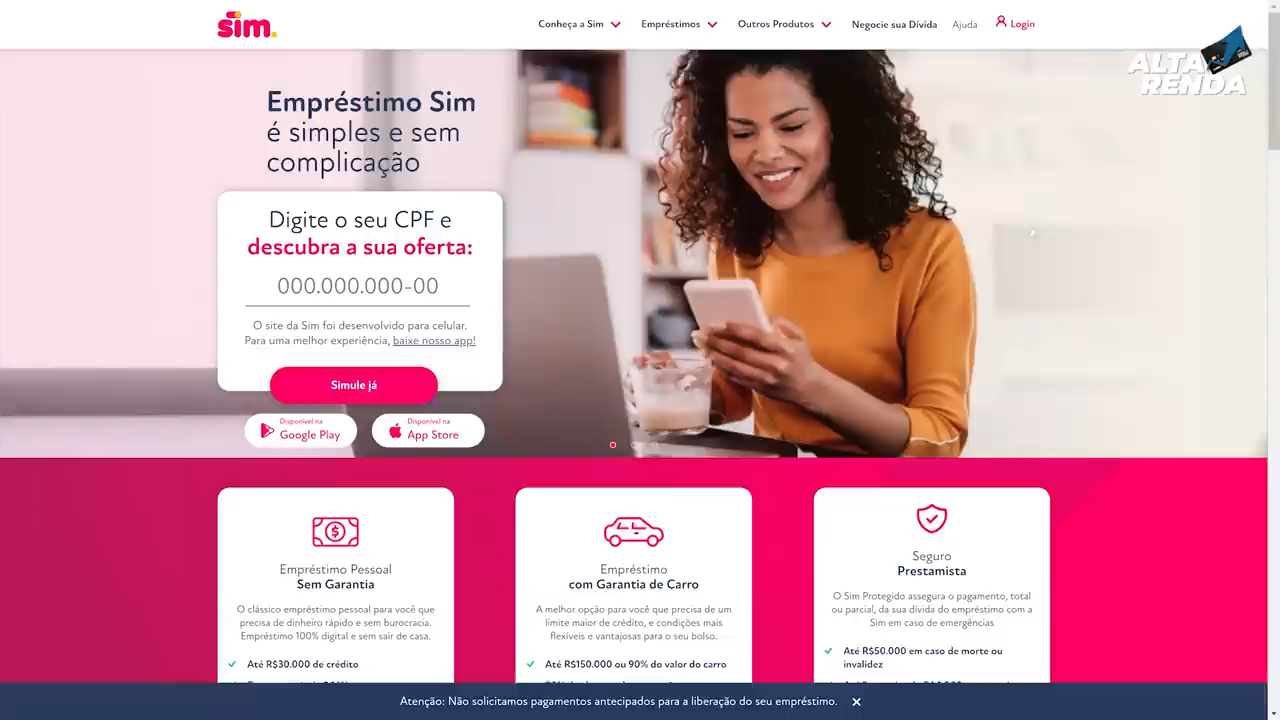 sim.
Conheça a Sim
Empréstimos
Outros Produtos
Negocie sua Dívida
Ajuda
Login
ALTA
RENDA
Empréstimo Sim
é simples e sem
complicação
Digite o seu CPF e
descubra a sua oferta:
000.000.000-00
O site da Sim foi desenvolvido para celular.
Para uma melhor experiência, baixe nosso app!
Simule já
Disponível na
Google Play
Disponível na
App Store
Empréstimo Pessoal
Sem Garantia
O clássico empréstimo pessoal para você que
precisa de dinheiro rápido e sem burocracia.
Empréstimo 100% digital e sem sair de casa.
Até R$30.000 de crédito
Empréstimo
com Garantia de Carro
A melhor opção para você que precisa de um
limite maior de crédito, e condições mais
flexíveis e vantajosas para o seu bolso.
Até R$150.000 ou 90% do valor do carro
Seguro
Prestamista
O Sim Protegido assegura o pagamento, total
ou parcial, da sua dívida do empréstimo com a
Sim em caso de emergências
Até R$50.000 em caso de morte ou
invalidez
Atenção: Não solicitamos pagamentos antecipados para a liberação do seu empréstimo.